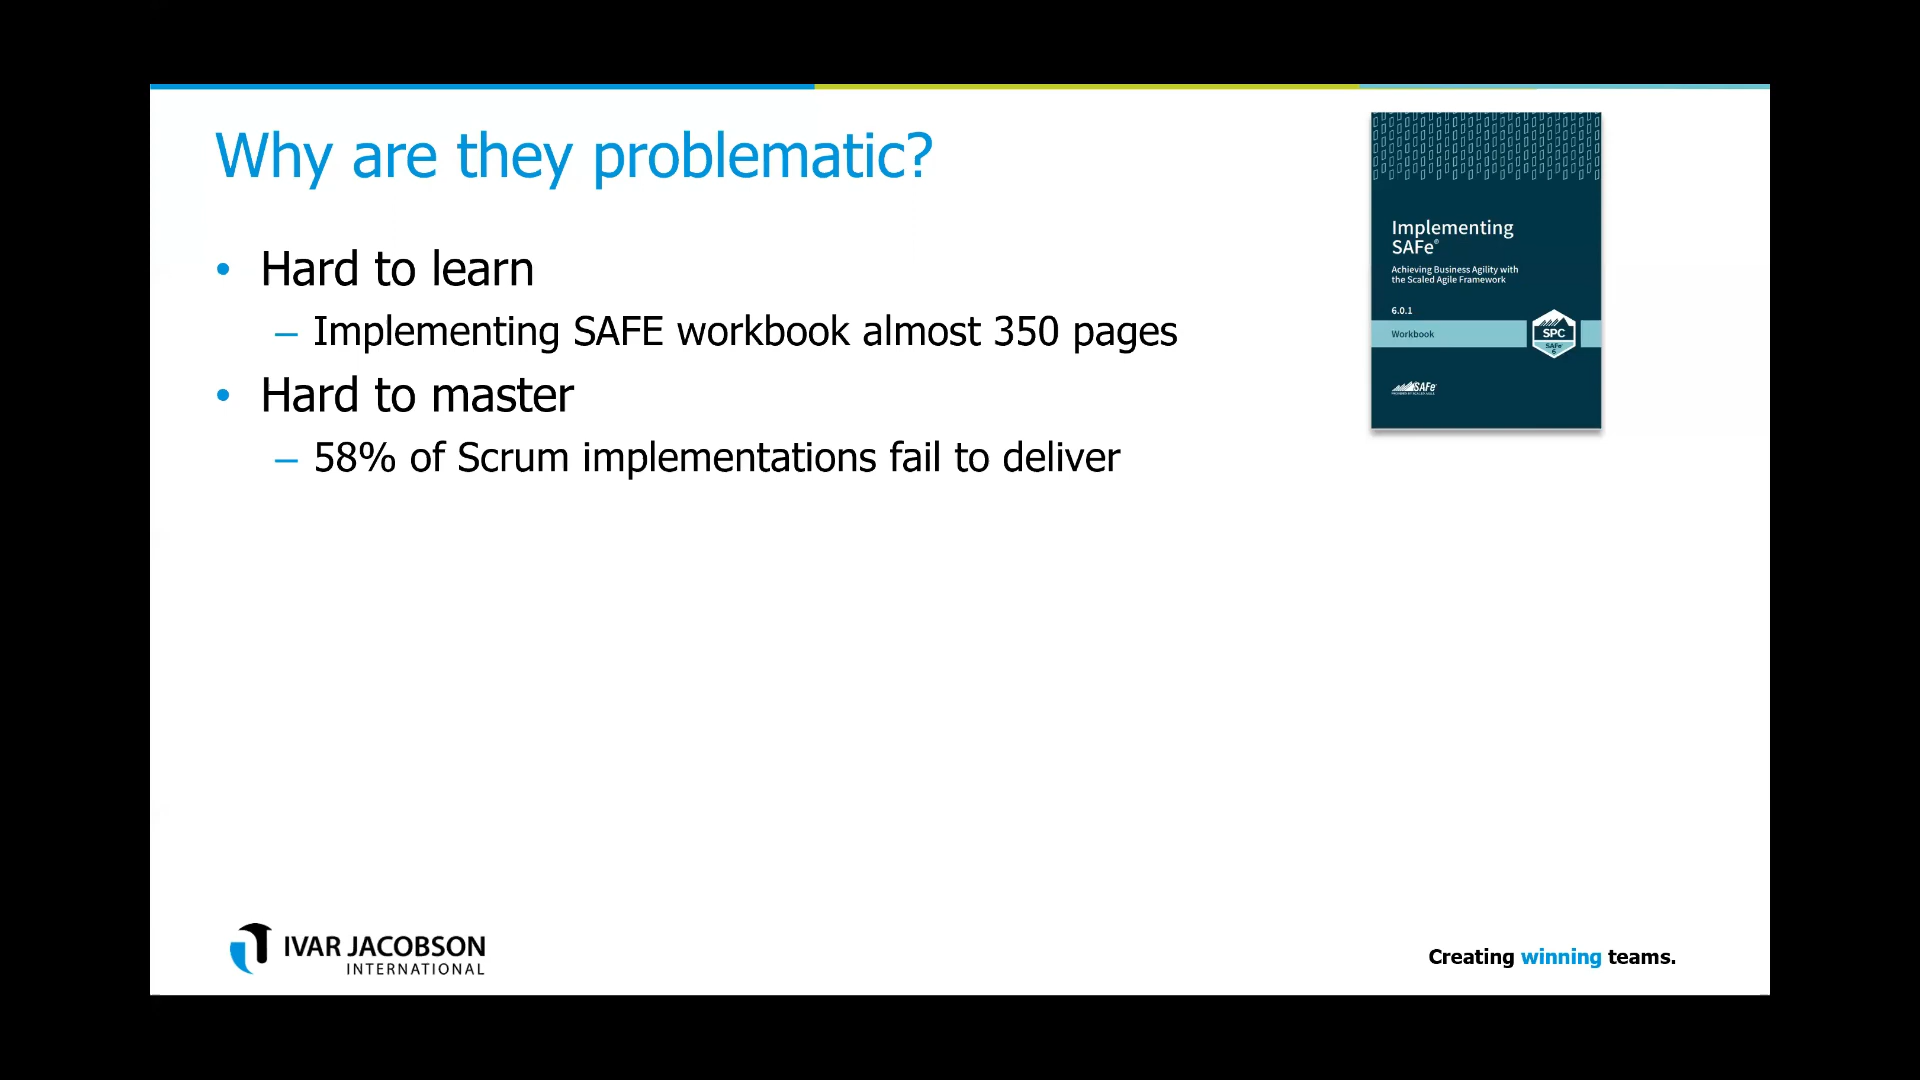 Why are they problematic?
• Hard to learn
– Implementing SAFE workbook almost 350 pages
• Hard to master
– 58% of Scrum implementations fail to deliver
Implementing
SAFe®
Achieving Business Agility with
the Scaled Agile Framework
6.0.1
Workbook
SPC
SAFe
6
SAFe
IVAR JACOBSON
INTERNATIONAL
Creating winning teams.